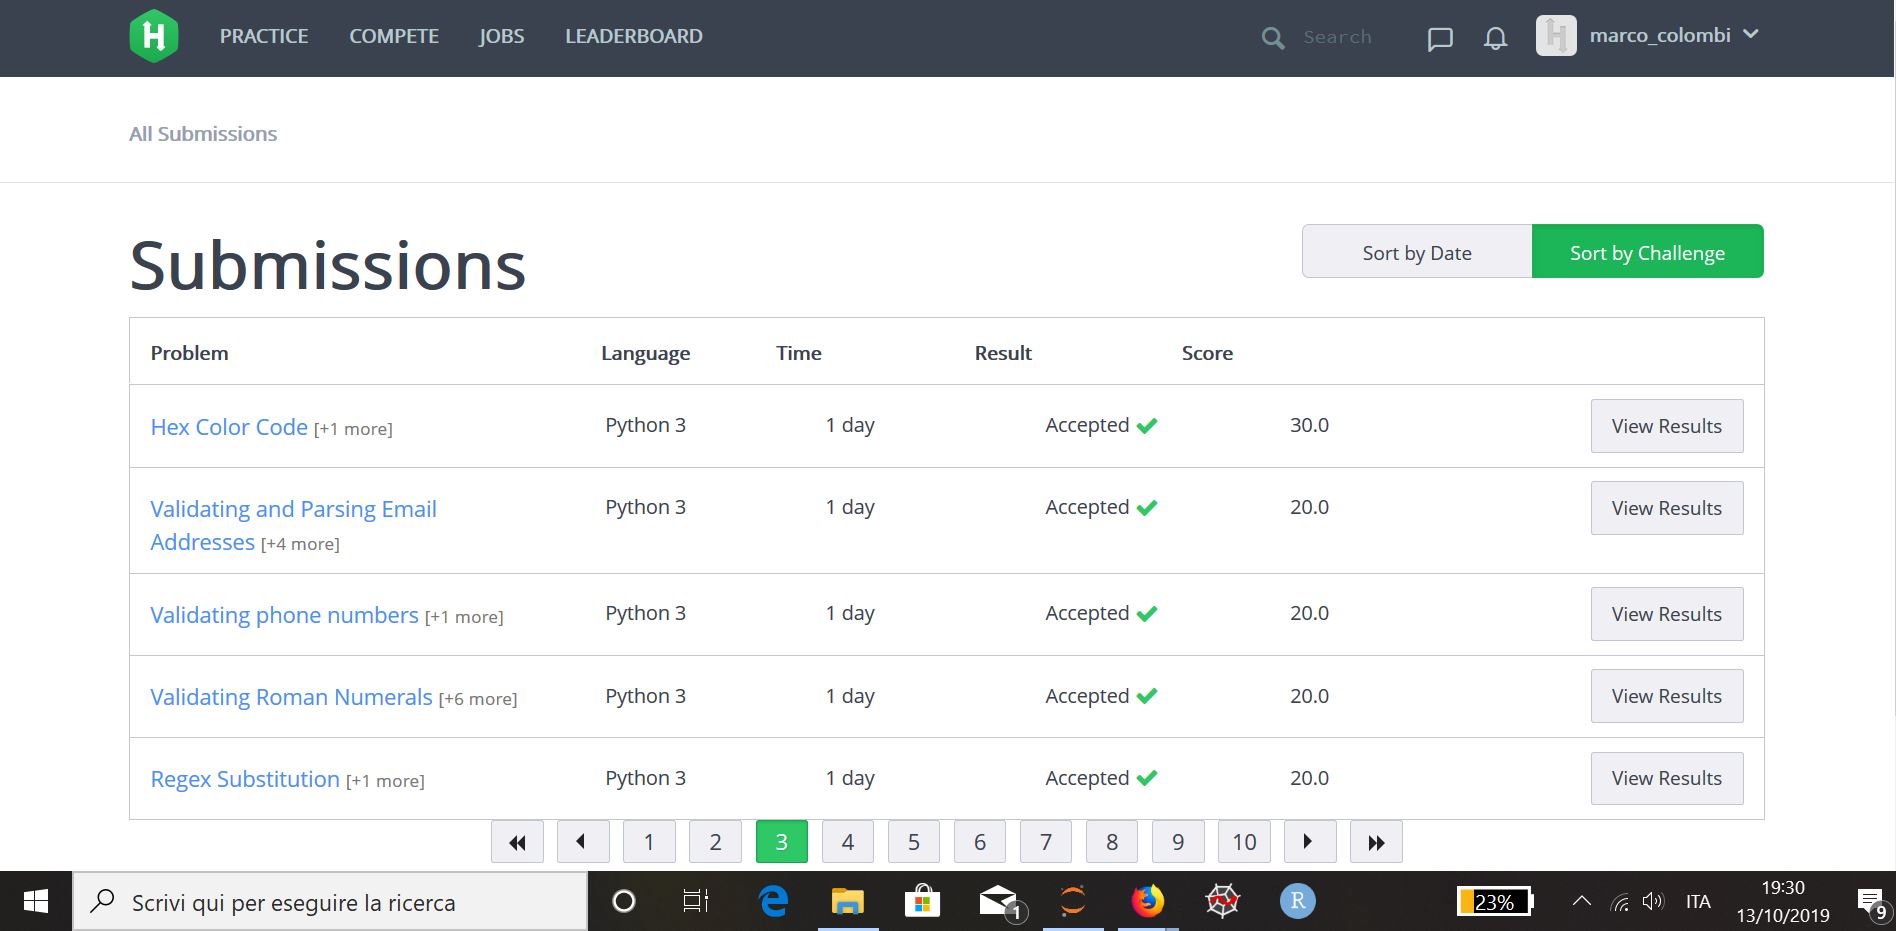 H PRACTICE COMPETE JOBS LEADERBOARD Search H marco_colombi
All Submissions
Submissions
Sort by Date Sort by Challenge
Problem Language Time Result Score
Hex Color Code [+1 more] Python 3 1 day Accepted 30.0 View Results
Validating and Parsing Email Python 3 1 day Accepted 20.0 View Results
Addresses [+4 more]
Validating phone numbers [+1 more] Python 3 1 day Accepted 20.0 View Results
Validating Roman Numerals [+6 more] Python 3 1 day Accepted 20.0 View Results
Regex Substitution [+1 more] Python 3 1 day Accepted 20.0 View Results
1 2 3 4 5 6 7 8 9 10
Scrivi qui per eseguire la ricerca 1 R 23% ITA 19:30
13/10/2019 9